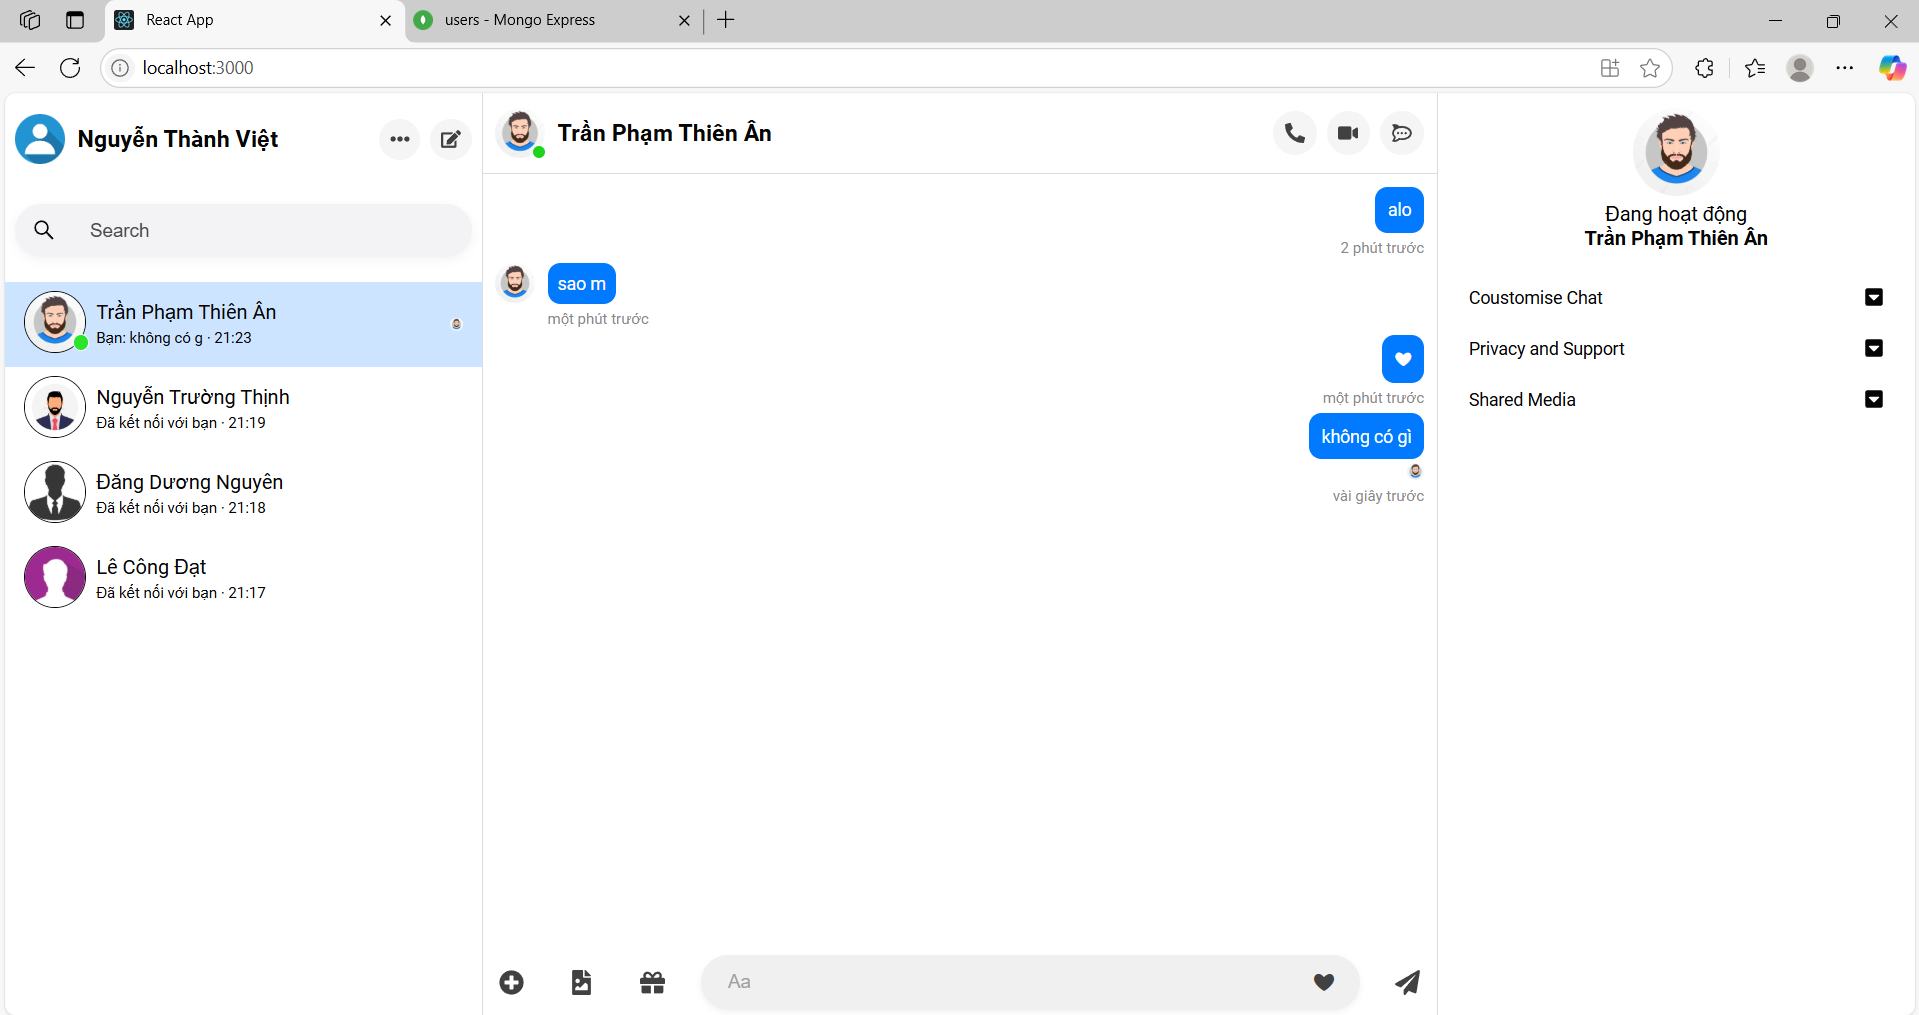 React App
users - Mongo Express
localhost:3000
Nguyễn Thành Việt
Search
Trần Phạm Thiên Ân
Bạn: không có g · 21:23
Nguyễn Trường Thịnh
Đã kết nối với bạn · 21:19
Đăng Dương Nguyên
Đã kết nối với bạn · 21:18
Lê Công Đạt
Đã kết nối với bạn · 21:17
Trần Phạm Thiên Ân
alo
2 phút trước
sao m
một phút trước
một phút trước
không có gì
vài giây trước
Aa
Đang hoạt động
Trần Phạm Thiên Ân
Coustomise Chat
Privacy and Support
Shared Media